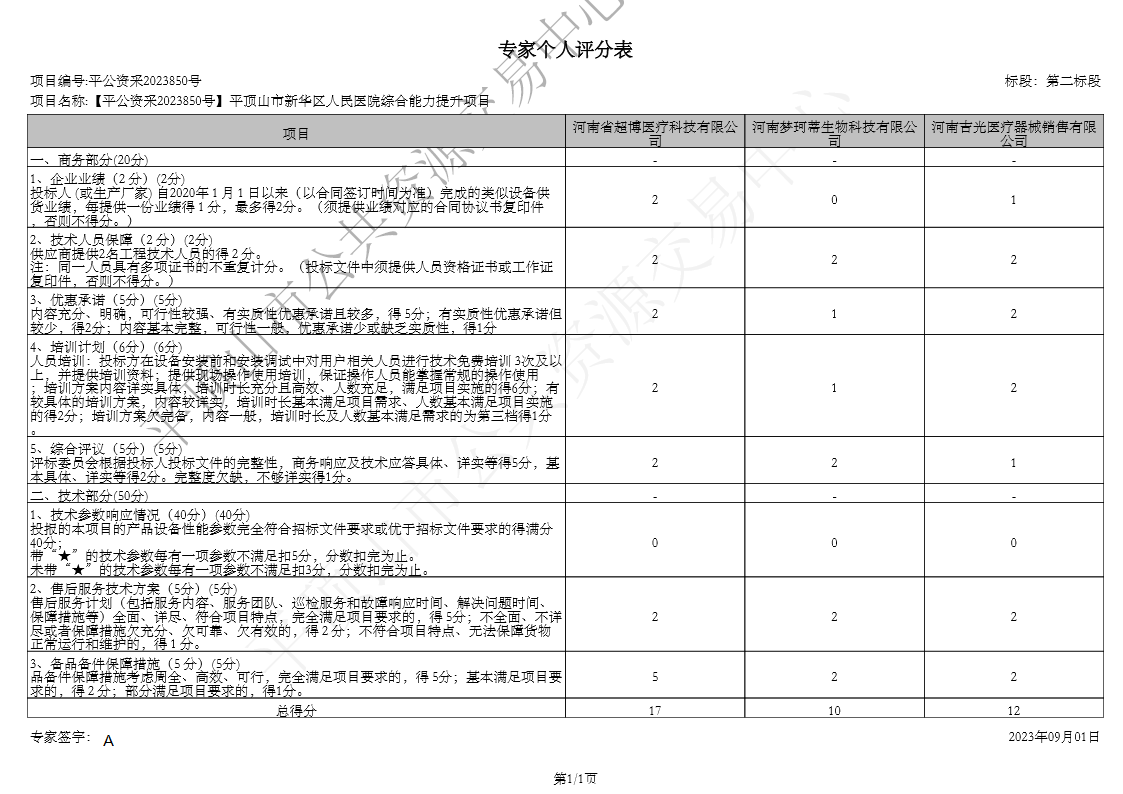 专家个人评分表
项目编号:平公资采2023850号
标段：第二标段
项目名称:【平公资采2023850号】平顶山市新华区人民医院综合能力提升项目
项目
河南省超博医疗科技有限公
司
河南梦珂蒂生物科技有限公
司
河南吉光医疗器械销售有限
公司
一、商务部分(20分)
-
-
-
1、企业业绩（2 分）(2分)
投标人 (或生产厂家) 自2020年 1 月 1 日以来（以合同签订时间为准）完成的类似设备供
货业绩，每提供一份业绩得 1 分，最多得2分。（须提供业绩对应的合同协议书复印件
，否则不得分。）
2
0
1
2、技术人员保障（2 分）(2分)
供应商提供2名工程技术人员的得 2 分。
注：同一人员具有多项证书的不重复计分。（投标文件中须提供人员资格证书或工作证
复印件，否则不得分。）
2
2
2
3、优惠承诺（5分）(5分)
内容充分、明确，可行性较强、有实质性优惠承诺且较多，得 5分；有实质性优惠承诺但
较少，得2分；内容基本完整，可行性一般，优惠承诺少或缺乏实质性，得1分
2
1
2
4、培训计划（6分）(6分)
人员培训：投标方在设备安装前和安装调试中对用户相关人员进行技术免费培训 3次及以
上，并提供培训资料；提供现场操作使用培训，保证操作人员能掌握常规的操作使用
；培训方案内容详实具体、培训时长充分且高效、人数充足，满足项目实施的得6分；有
较具体的培训方案，内容较详实，培训时长基本满足项目需求、人数基本满足项目实施
的得2分；培训方案欠完备，内容一般，培训时长及人数基本满足需求的为第三档得1分
。
2
1
2
5、综合评议（5分）(5分)
评标委员会根据投标人投标文件的完整性，商务响应及技术应答具体、详实等得5分，基
本具体、详实等得2分。完整度欠缺，不够详实得1分。
2
2
1
二、技术部分(50分)
-
-
-
1、技术参数响应情况（40分）(40分)
投报的本项目的产品设备性能参数完全符合招标文件要求或优于招标文件要求的得满分
40分；
带“★”的技术参数每有一项参数不满足扣5分，分数扣完为止。
未带“★”的技术参数每有一项参数不满足扣3分，分数扣完为止。
0
0
0
2、售后服务技术方案（5分）(5分)
售后服务计划（包括服务内容、服务团队、巡检服务和故障响应时间、解决问题时间、
保障措施等）全面、详尽、符合项目特点，完全满足项目要求的，得 5分；不全面、不详
尽或者保障措施欠充分、欠可靠、欠有效的，得 2 分；不符合项目特点、无法保障货物
正常运行和维护的，得 1 分。
2
2
2
3、备品备件保障措施（5 分）(5分)
品备件保障措施考虑周全、高效、可行，完全满足项目要求的，得 5分；基本满足项目要
求的，得 2 分；部分满足项目要求的，得1分。
5
2
2
总得分
17
10
12
专家签字：
A
2023年09月01日
第1/1页
平顶山市公共资源交易中心
平顶山市公共资源交易中心